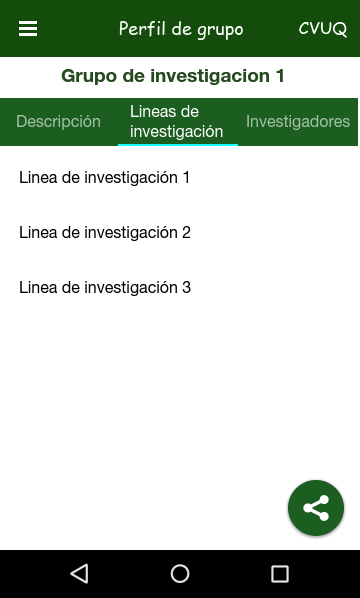 Perfil de grupo
CVUQ
Grupo de investigacion 1
Descripción
Lineas de
investigación
Investigadores
Linea de investigación 1
Linea de investigación 2
Linea de investigación 3